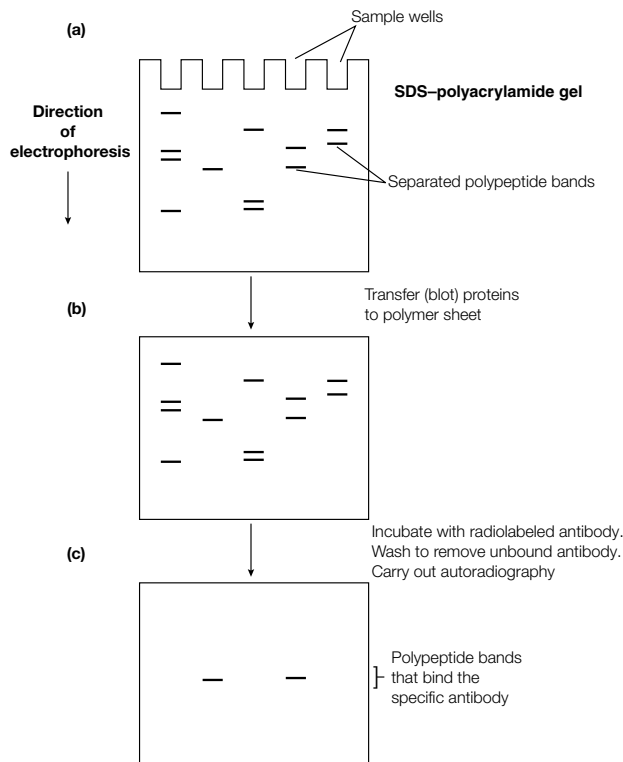 (a)
Sample wells
SDS–polyacrylamide gel
Direction
of
electrophoresis
Separated polypeptide bands
Transfer (blot) proteins
to polymer sheet
(b)
Incubate with radiolabeled antibody.
Wash to remove unbound antibody.
Carry out autoradiography
(c)
Polypeptide bands
that bind the
specific antibody